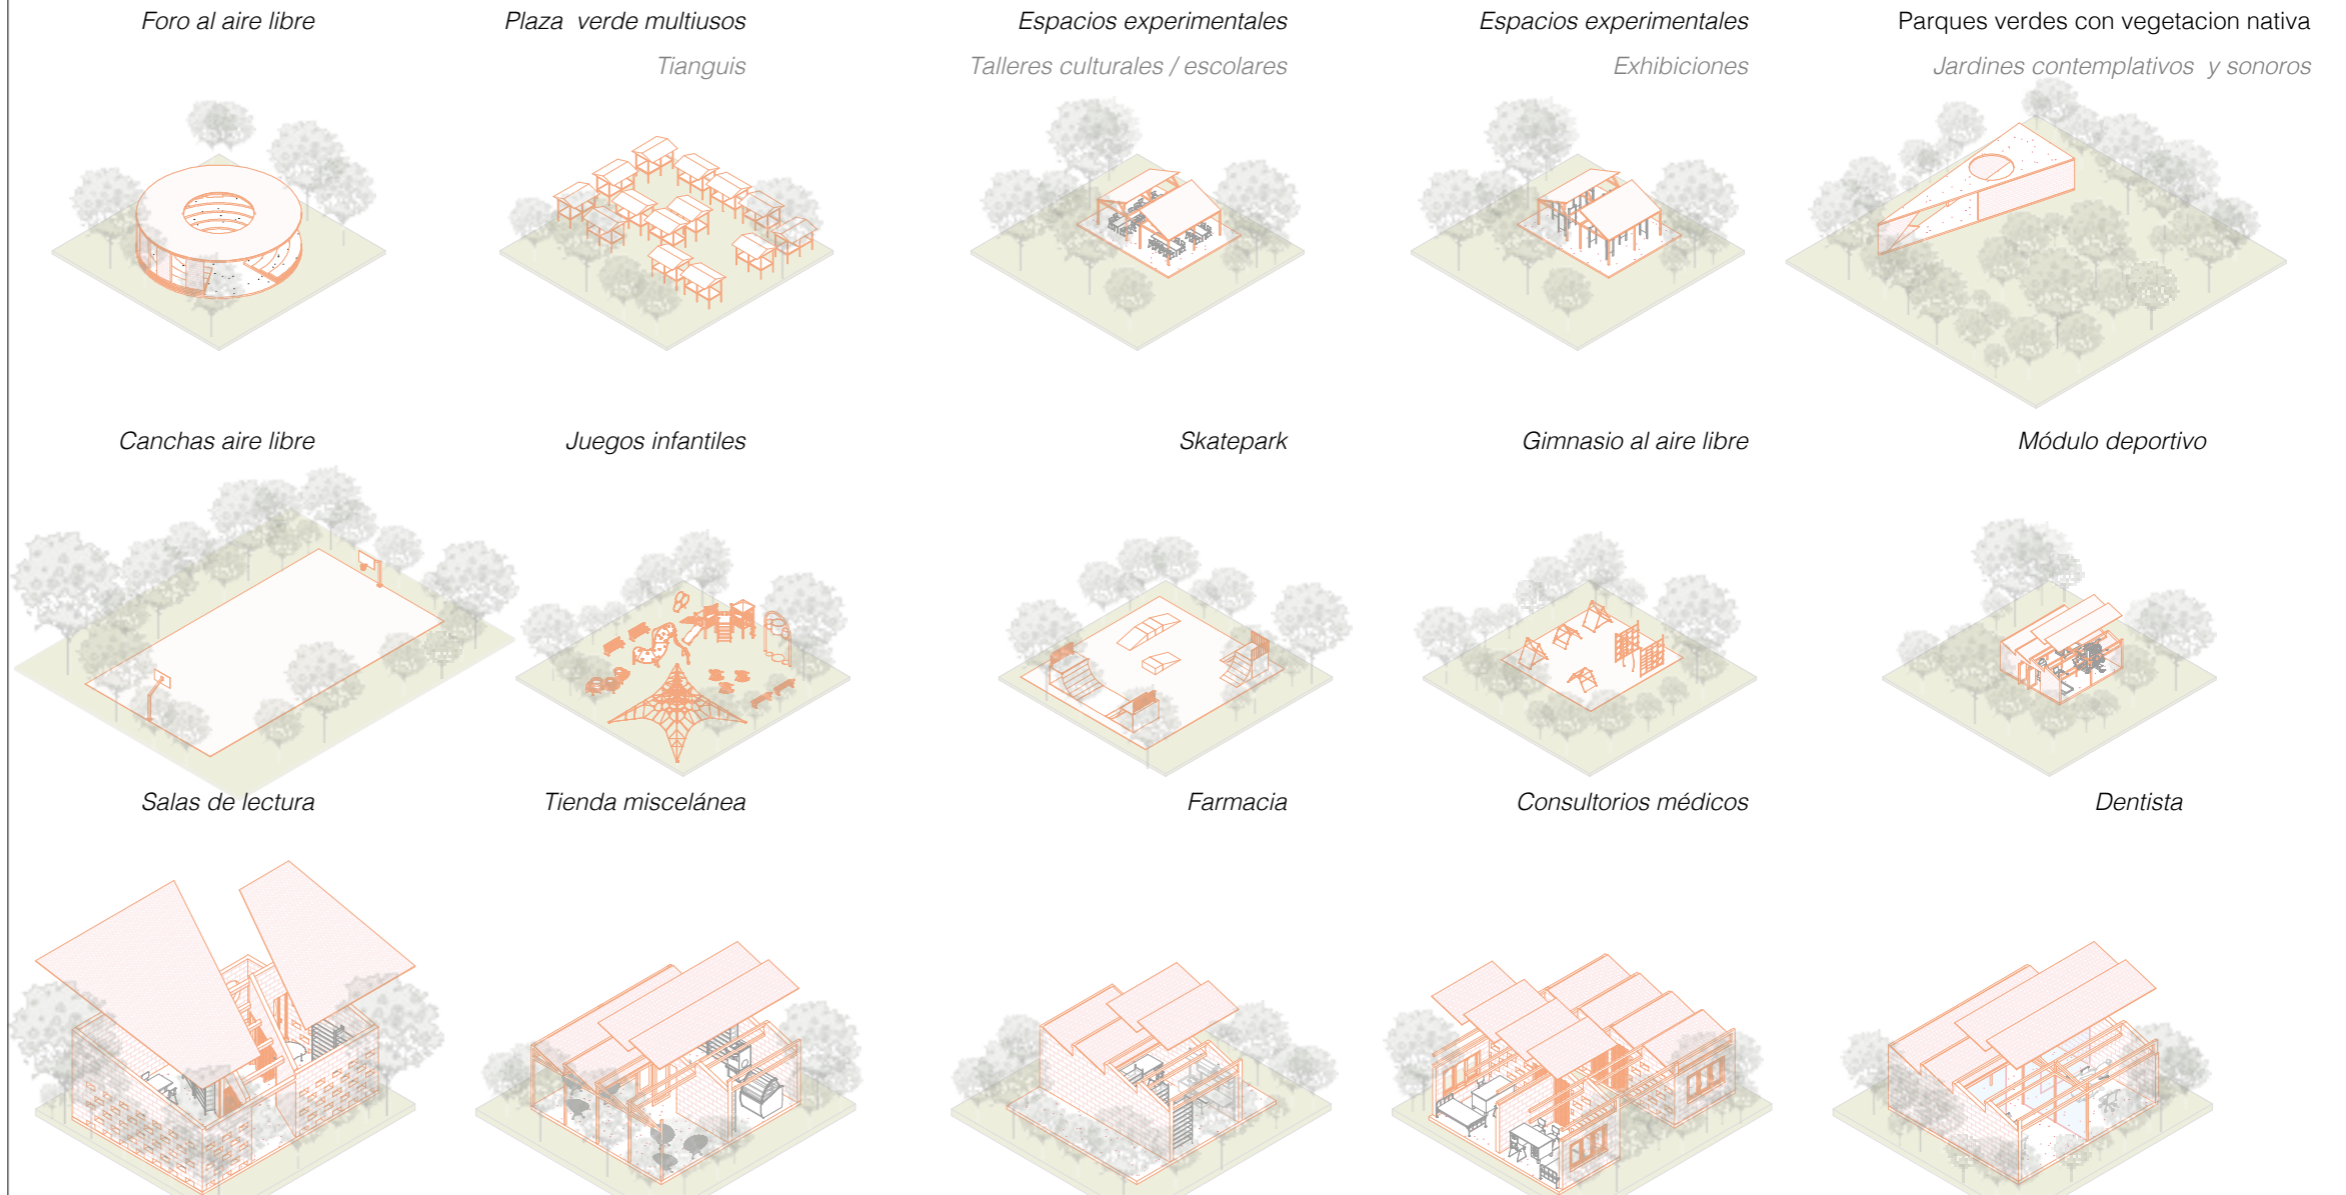 Foro al aire libre
Plaza verde multiusos
Tianguis
Espacios experimentales
Talleres culturales / escolares
Espacios experimentales
Exhibiciones
Parques verdes con vegetacion nativa
Jardines contemplativos y sonoros
Canchas aire libre
Juegos infantiles
Skatepark
Gimnasio al aire libre
Módulo deportivo
Salas de lectura
Tienda miscelánea
Farmacia
Consultorios médicos
Dentista